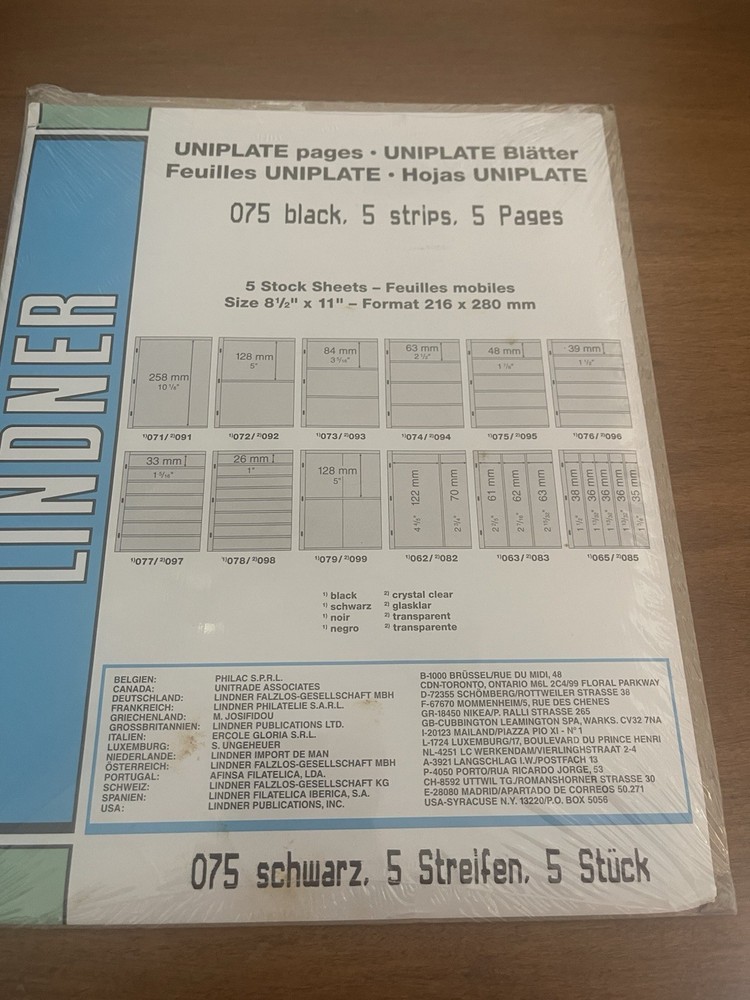 LINDNER
UNIPLATE pages • UNIPLATE Blätter
Feuilles UNIPLATE • Hojas UNIPLATE
075 black, 5 strips, 5 Pages
5 Stock Sheets – Feuilles mobiles
Size 8½" x 11" – Format 216 x 280 mm
258 mm
10 ⅛"
128 mm
5"
84 mm
3 5/16"
63 mm
2 ½"
48 mm
1 ⅞"
39 mm
1 ½"
1)071/2)091
1)072/2)092
1)073/2)093
1)074/2)094
1)075/2)095
1)076/2)096
33 mm
1 5/16"
26 mm
1"
128 mm
5"
122 mm
70 mm
61 mm
62 mm
63 mm
38 mm
36 mm
36 mm
36 mm
35 mm
1)077/2)097
1)078/2)098
1)079/2)099
1)062/2)082
1)063/2)083
1)065/2)085
1) black 2) crystal clear
1) schwarz 2) glasklar
1) noir 2) transparent
1) negro 2) transparente
BELGIEN: PHILAC S.P.R.L. B-1000 BRÜSSEL/RUE DU MIDI, 48
CANADA: UNITRADE ASSOCIATES CDN-TORONTO, ONTARIO M6L 2C4/99 FLORAL PARKWAY
DEUTSCHLAND: LINDNER FALZLOS-GESELLSCHAFT MBH D-72355 SCHÖMBERG/ROTTWEILER STRASSE 38
FRANKREICH: LINDNER PHILATELIE S.A.R.L. F-67670 MOMMENHEIM/5, RUE DES CHENES
GRIECHENLAND: M. JOSIFIDOU GR-18450 NIKEA/P. RALLI STRASSE 265
GROSSBRITANNIEN: LINDNER PUBLICATIONS LTD. GB-CUBBINGTON LEAMINGTON SPA, WARKS. CV32 7NA
ITALIEN: ERCOLE GLORIA S.R.L. I-20123 MAILAND/PIAZZA PIO XI - N° 1
LUXEMBURG: S. UNGEHEUER L-1724 LUXEMBURG/17, BOULEVARD DU PRINCE HENRI
NIEDERLANDE: LINDNER IMPORT DE MAN NL-4251 LC WERKENDAM/VIERLINGHSTRAAT 2-4
ÖSTERREICH: LINDNER FALZLOS-GESELLSCHAFT MBH A-3921 LANGSCHLAG I.W./POSTFACH 13
PORTUGAL: AFINSA FILATELICA, LDA. P-4050 PORTO/RUA RICARDO JORGE, 53
SCHWEIZ: LINDNER FALZLOS-GESELLSCHAFT KG CH-8592 UTTWIL TG./ROMANSHORNER STRASSE 30
SPANIEN: LINDNER FILATELICA IBERICA, S.A. E-28080 MADRID/APARTADO DE CORREOS 50.271
USA: LINDNER PUBLICATIONS, INC. USA-SYRACUSE N.Y. 13220/P.O. BOX 5056
075 schwarz, 5 Streifen, 5 Stück